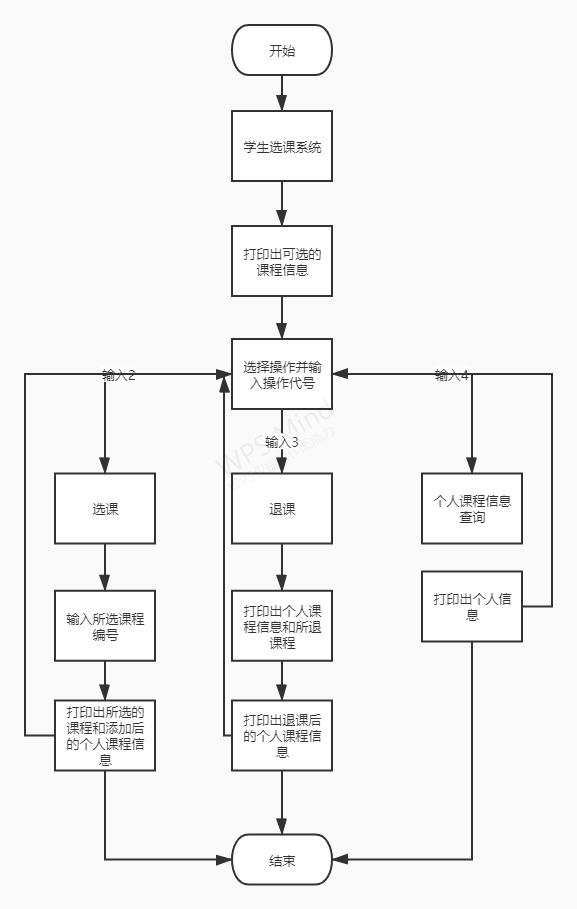 开始
学生选课系统
打印出可选的
课程信息
选择操作并输
入操作代号
输入2
输入4
输入3
WPS Mind
选课
退课
个人课程信息
查询
输入所选课程
编号
打印出个人课
程信息和所退
课程
打印出个人信
息
打印出所选的
课程和添加后
的个人课程信
息
打印出退课后
的个人课程信
息
结束